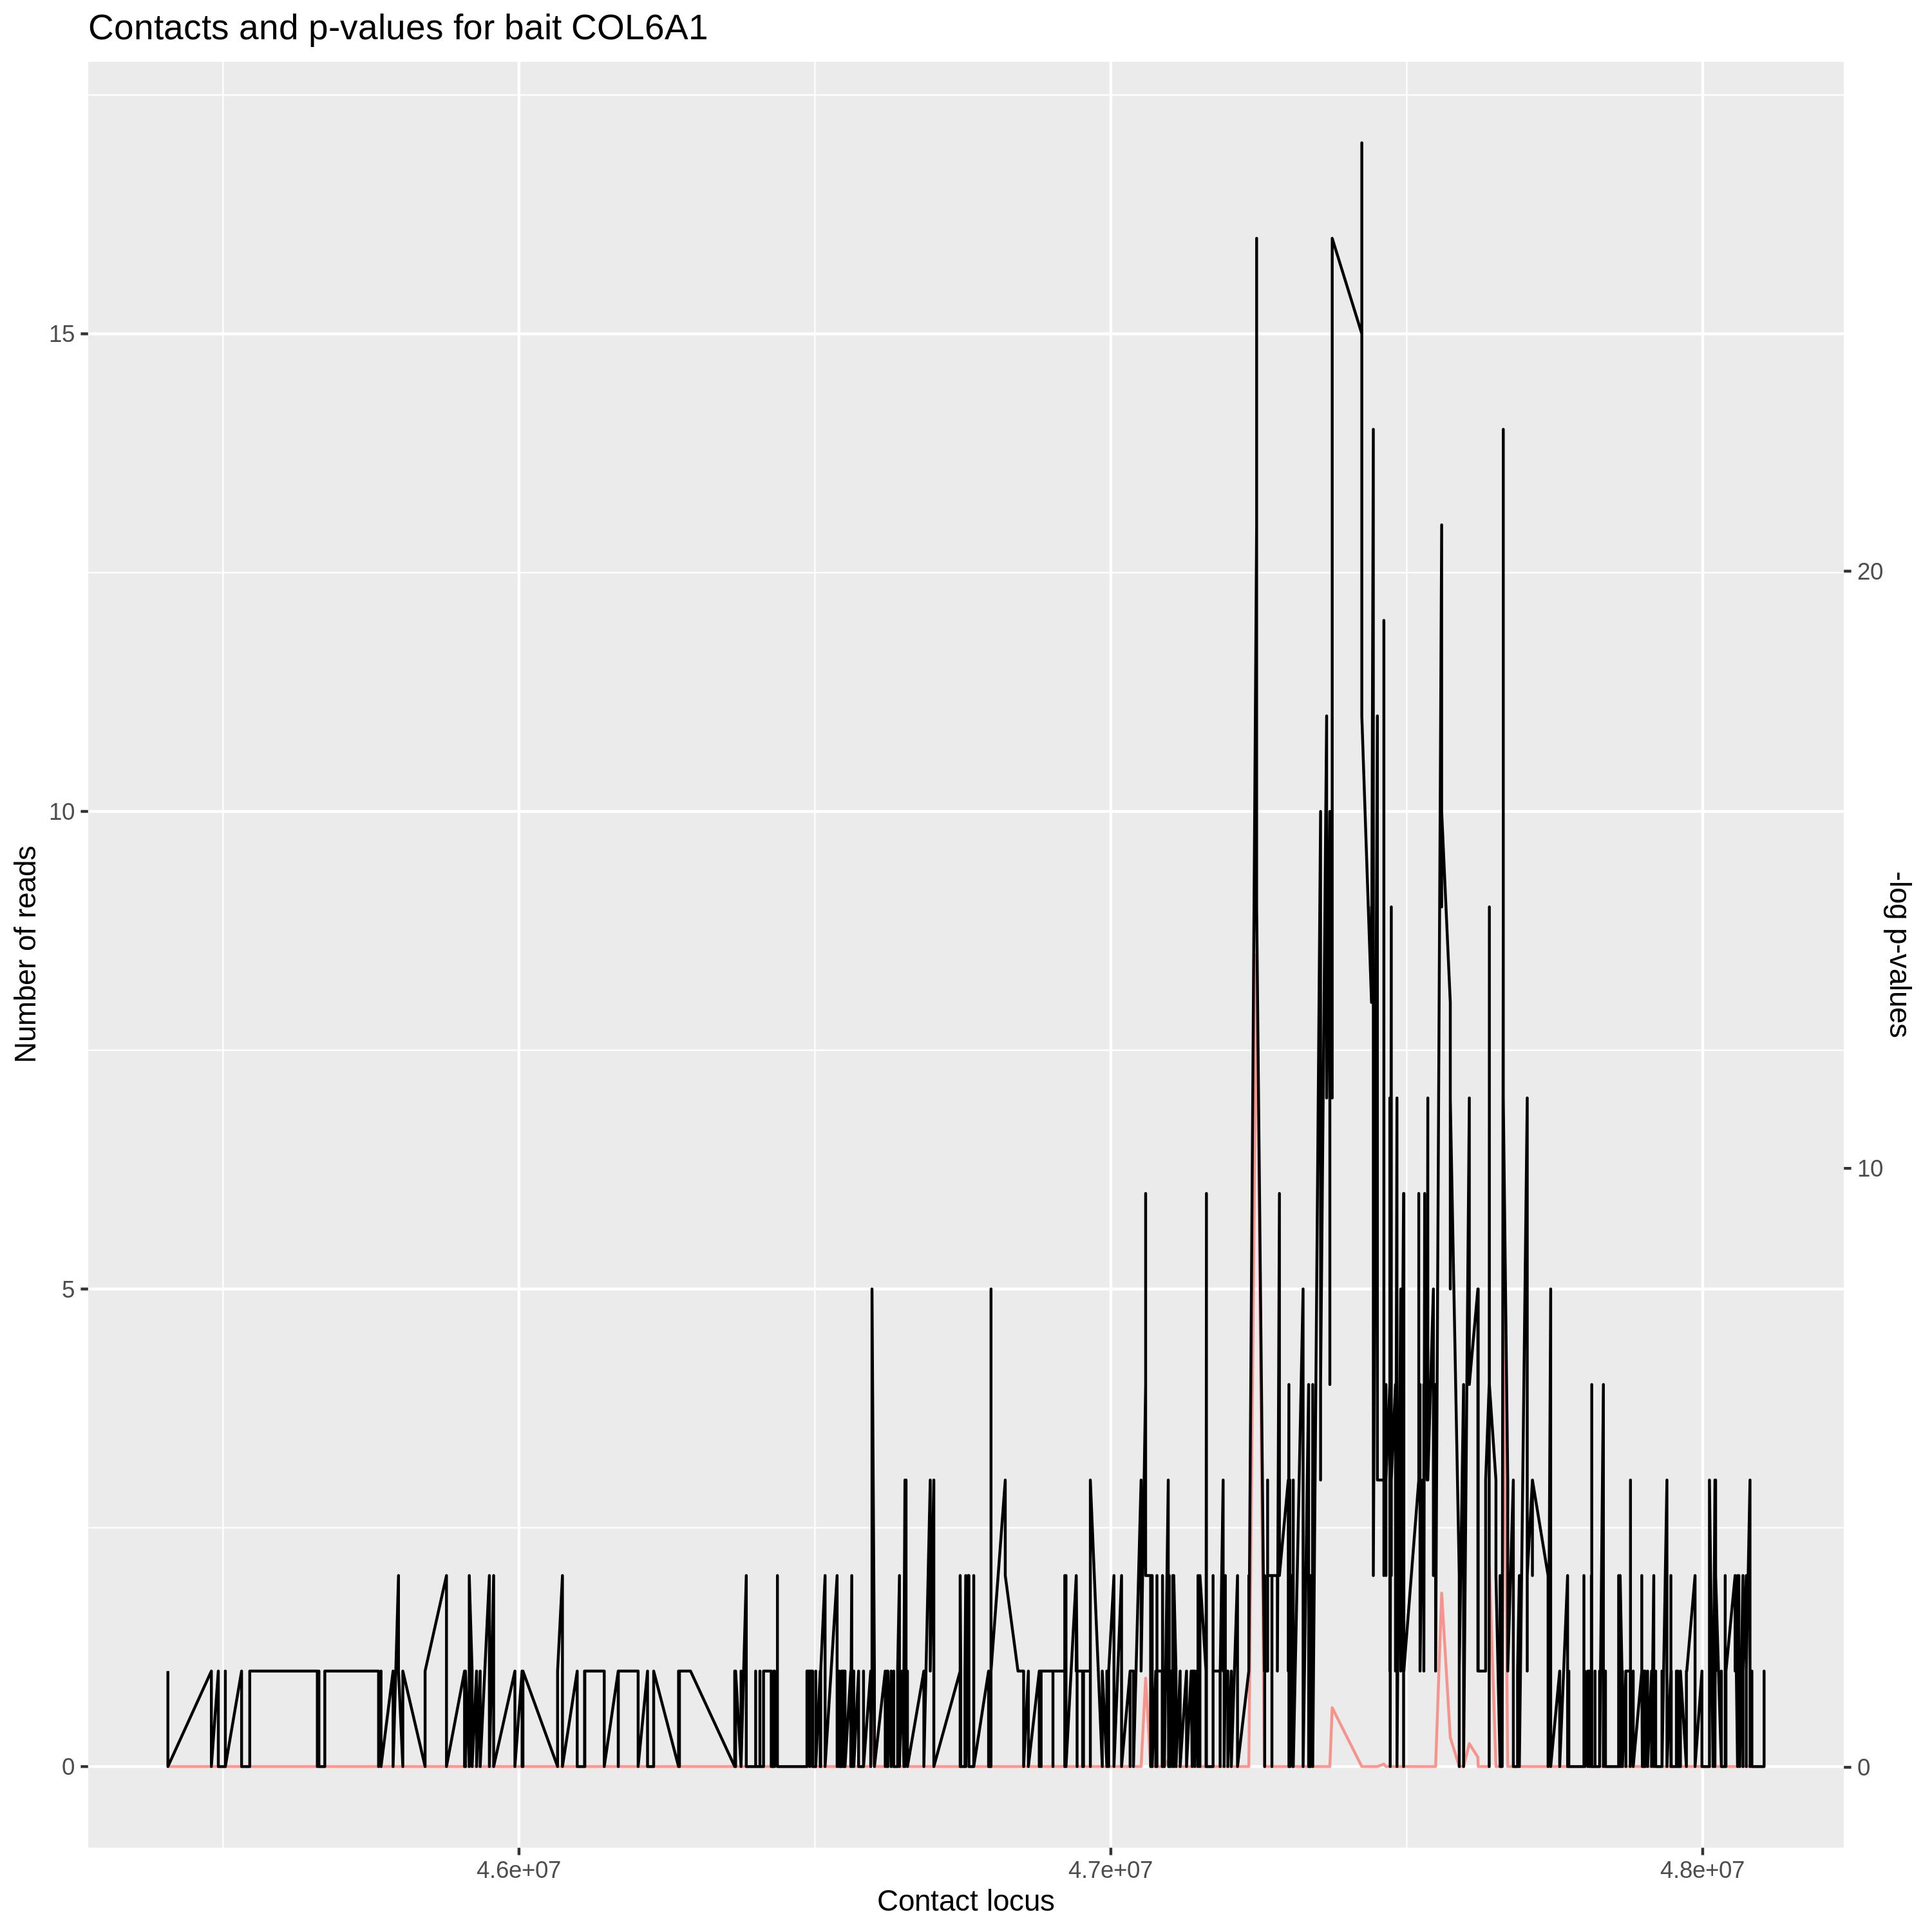 Contacts and p-values for bait COL6A1
15
10
5
0
Number of reads
20
10
0
-log p-values
4.6e+07
4.7e+07
4.8e+07
Contact locus